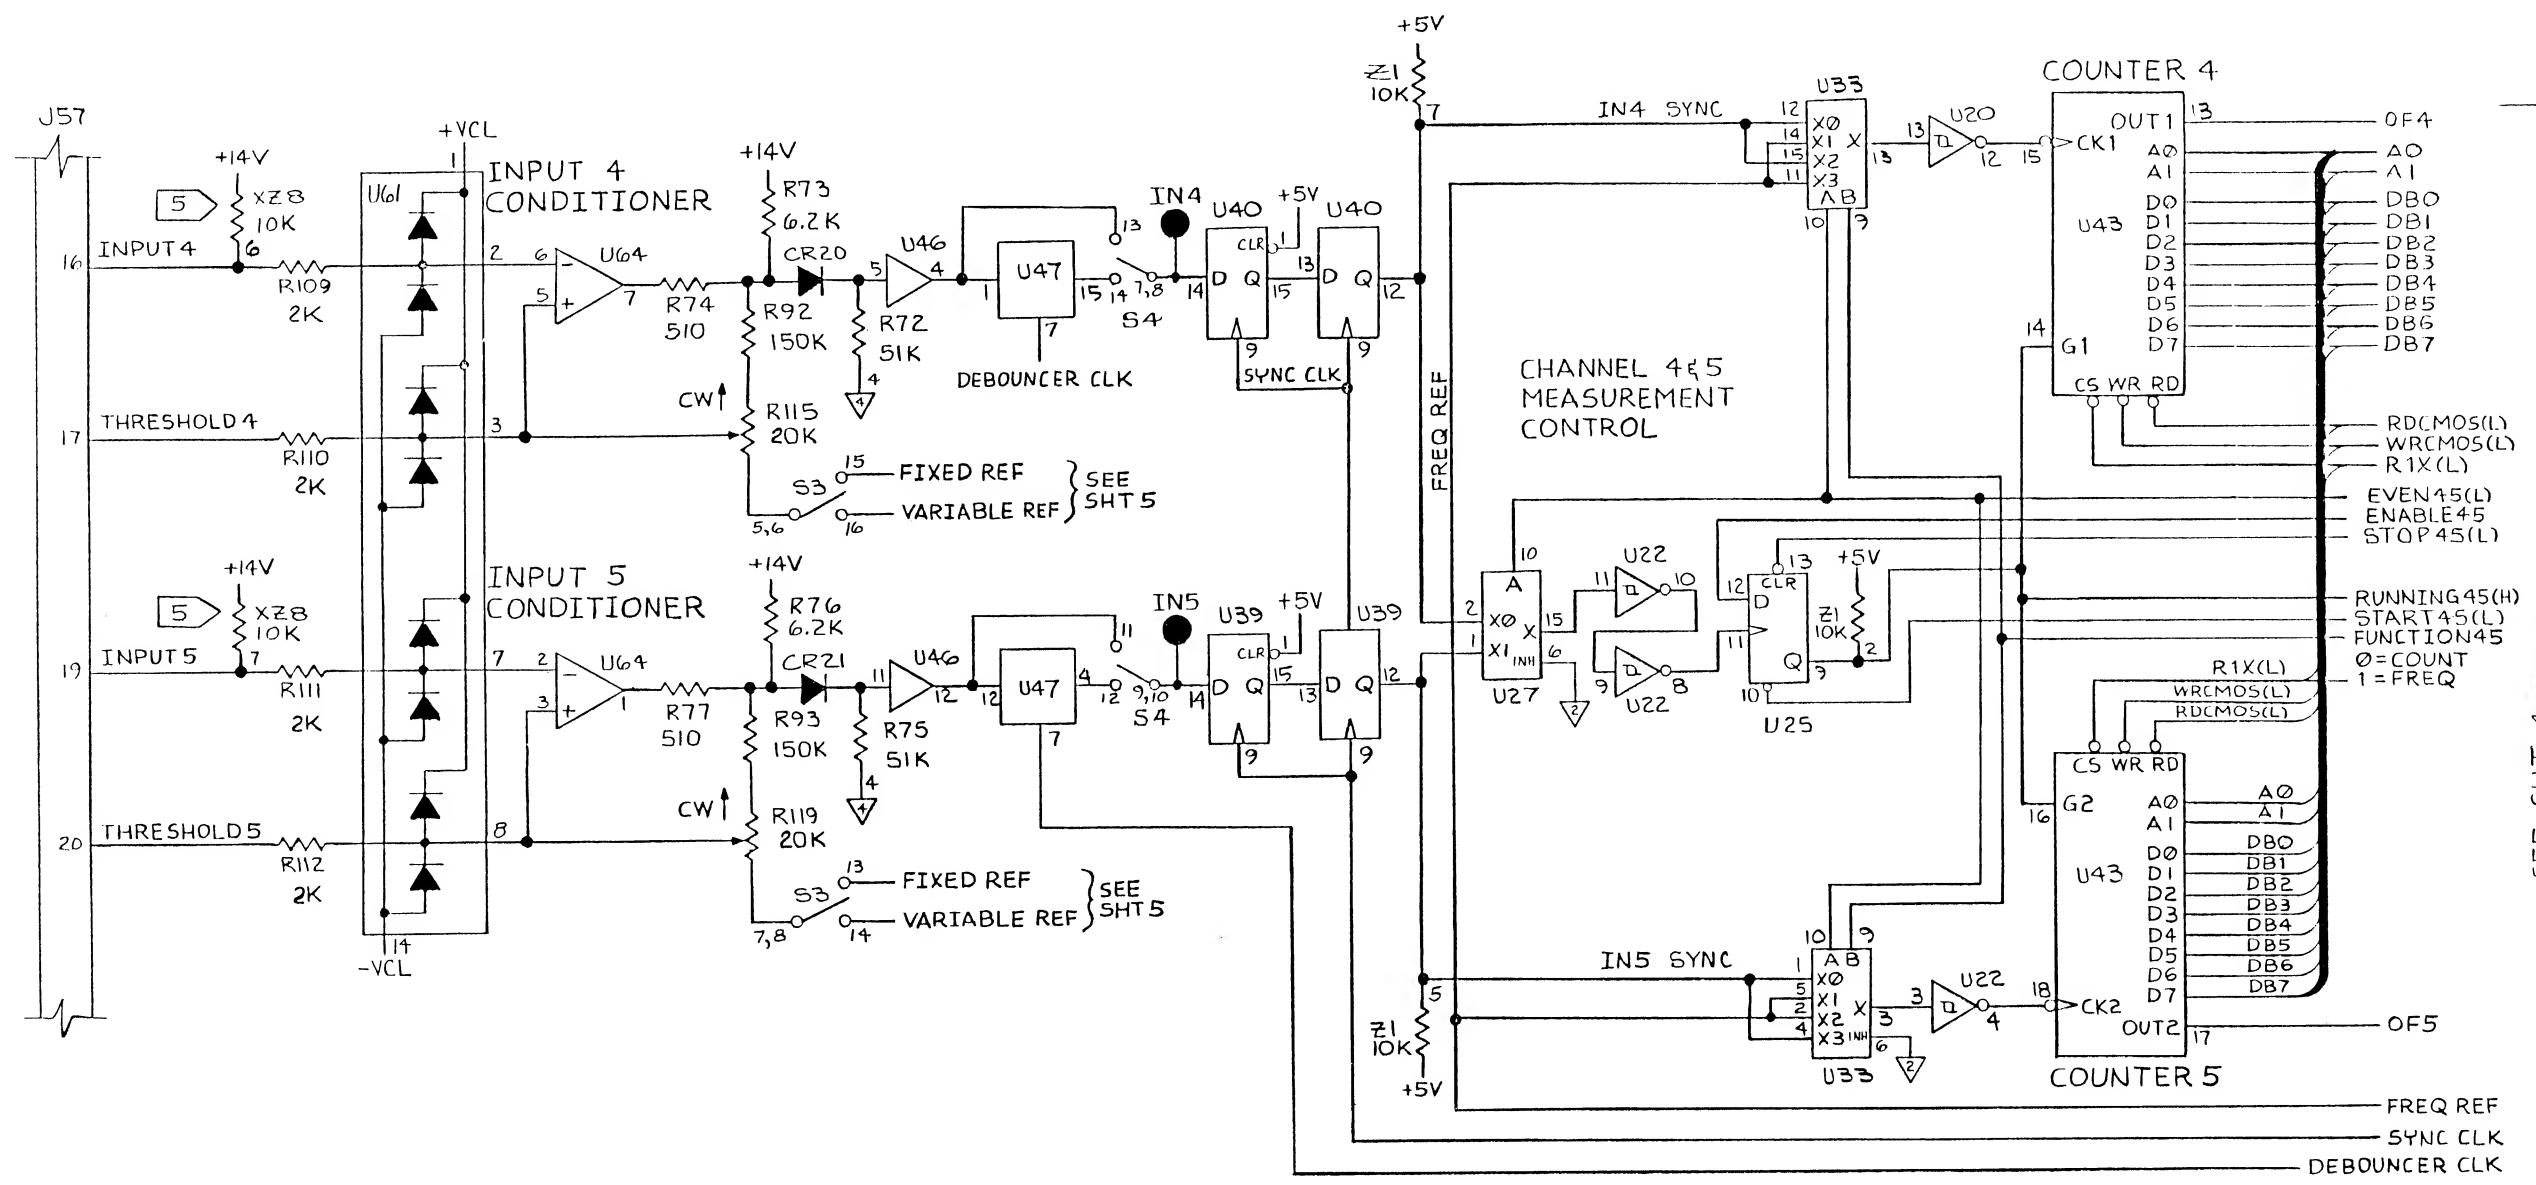 J57
5
+14V
XZ8
10K
6
16
INPUT 4
R109
2K
17
THRESHOLD 4
R110
2K
+VCL
1
U61
INPUT 4
CONDITIONER
2
3
6
-
5
+
U64
7
R74
510
+14V
R73
6.2K
CR20
R92
150K
CW
R115
20K
R72
51K
4
4
S3
15
FIXED REF
5,6
16
VARIABLE REF
SEE
SHT 5
U46
5
4
1
U47
15
7
DEBOUNCER CLK
13
14
7,8
S4
IN4
14
U40
CLR
1
+5V
D
Q
15
9
SYNC CLK
13
U40
D
Q
12
9
5
+14V
XZ8
10K
7
19
INPUT 5
R111
2K
20
THRESHOLD 5
R112
2K
INPUT 5
CONDITIONER
7
8
14
-VCL
2
-
3
+
U64
1
R77
510
+14V
R76
6.2K
CR21
R93
150K
CW
R119
20K
R75
51K
4
4
S3
13
FIXED REF
7,8
14
VARIABLE REF
SEE
SHT 5
U46
11
12
12
U47
4
7
11
12
9,10
S4
IN5
14
U39
CLR
1
+5V
D
Q
15
9
13
U39
D
Q
12
9
+5V
Z1
10K
7
IN4 SYNC
FREQ REF
CHANNEL 4 & 5
MEASUREMENT
CONTROL
U33
12
X0
14
X1
15
X2
11
X3
X
13
A B
10
9
13
U20
12
COUNTER 4
15
CK1
OUT1
13
OF4
A0
A0
A1
A1
D0
DB0
D1
DB1
U43
D2
DB2
D3
DB3
D4
DB4
D5
DB5
D6
DB6
D7
DB7
14
G1
CS WR RD
RDCMOS(L)
WRCMOS(L)
R1X(L)
EVEN45(L)
ENABLE45
STOP45(L)
RUNNING45(H)
START45(L)
FUNCTION45
0=COUNT
1=FREQ
10
A
2
X0
1
X1
X
15
INH
6
2
U27
U22
11
10
9
8
U22
12
D
CLR
13
11
Q
9
10
U25
+5V
Z1
10K
2
R1X(L)
WRCMOS(L)
RDCMOS(L)
CS WR RD
16
G2
A0
A0
A1
A1
D0
DB0
D1
DB1
U43
D2
DB2
D3
DB3
D4
DB4
D5
DB5
D6
DB6
D7
DB7
18
CK2
OUT2
17
OF5
COUNTER 5
IN5 SYNC
5
Z1
10K
+5V
10
9
A B
1
X0
5
X1
2
X2
4
X3
X
3
INH
6
2
U33
3
U22
4
FREQ REF
SYNC CLK
DEBOUNCER CLK